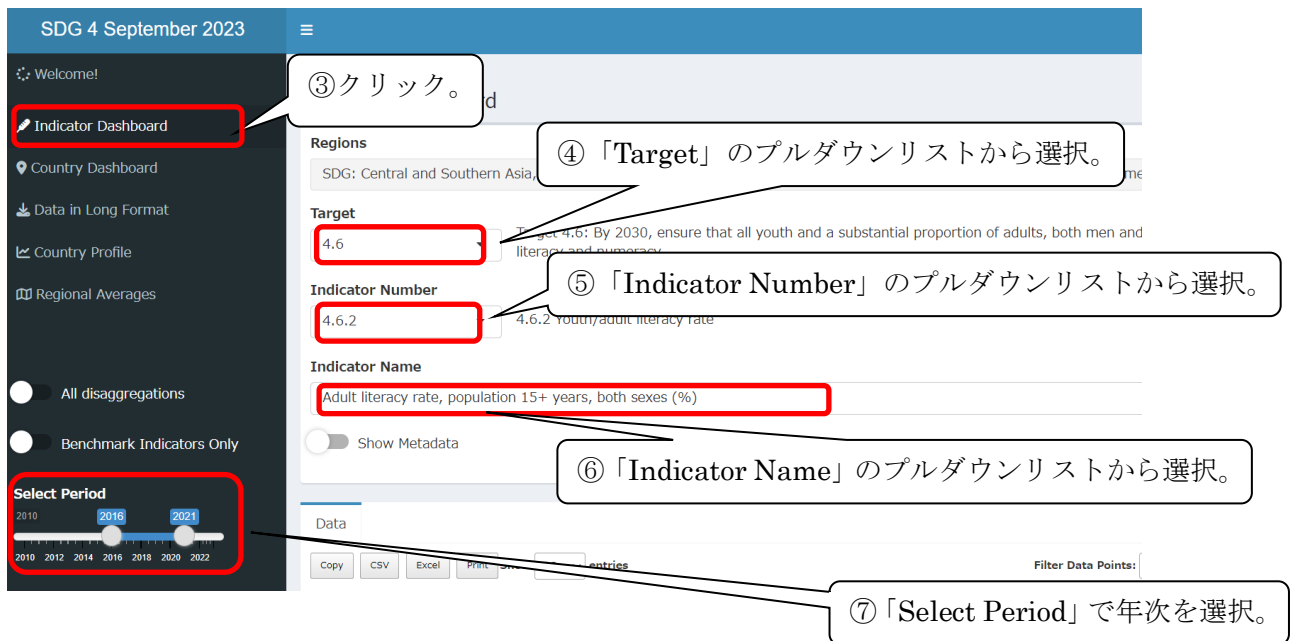 SDG 4 September 2023
Welcome!
Indicator Dashboard
Country Dashboard
Data in Long Format
Country Profile
Regional Averages
All disaggregations
Benchmark Indicators Only
Select Period
2010 2016 2021
2010 2012 2014 2016 2018 2020 2022
③クリック。
Regions
SDG: Central and Southern Asia,
④「Target」のプルダウンリストから選択。
Target
4.6
Target 4.6: By 2030, ensure that all youth and a substantial proportion of adults, both men and
literacy and numeracy
⑤「Indicator Number」のプルダウンリストから選択。
Indicator Number
4.6.2
4.6.2 Youth/adult literacy rate
Indicator Name
Adult literacy rate, population 15+ years, both sexes (%)
Show Metadata
⑥「Indicator Name」のプルダウンリストから選択。
Data
Copy CSV Excel Print entries Filter Data Points:
⑦「Select Period」で年次を選択。